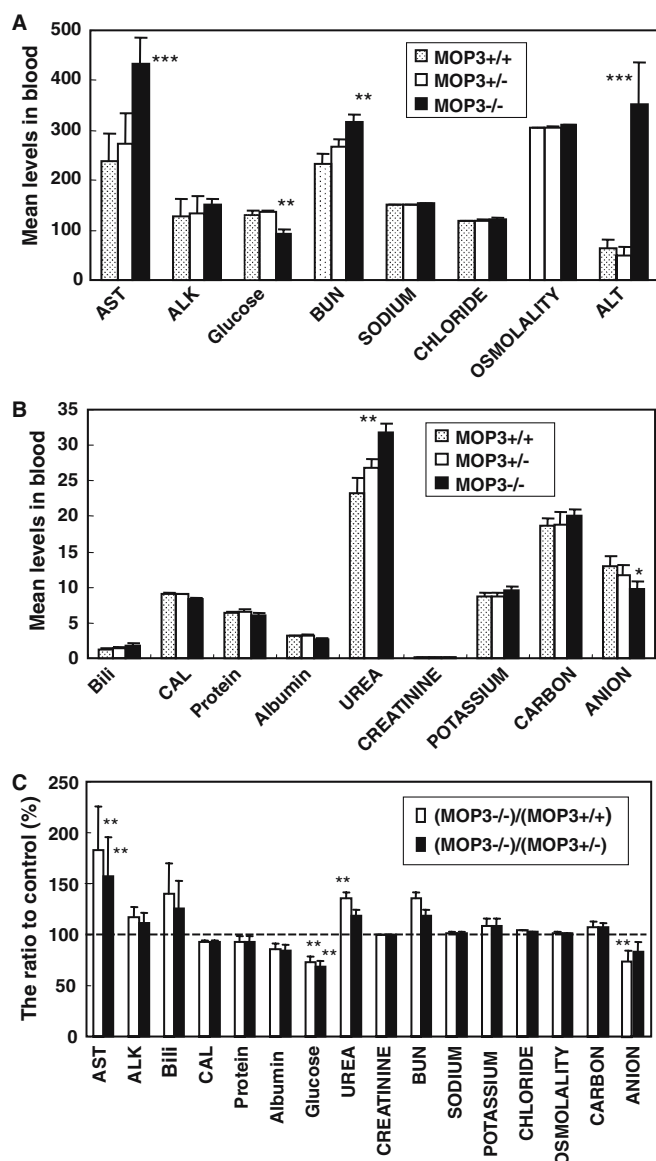 A
Mean levels in blood
500
400
300
200
100
0
MOP3+/+
MOP3+/-
MOP3-/-
***
**
**
***
AST
ALK
Glucose
BUN
SODIUM
CHLORIDE
OSMOLALITY
ALT
B
Mean levels in blood
35
30
25
20
15
10
5
0
**
MOP3+/+
MOP3+/-
MOP3-/-
*
Bili
CAL
Protein
Albumin
UREA
CREATININE
POTASSIUM
CARBON
ANION
C
The ratio to control (%)
250
200
150
100
50
0
(MOP3-/-)/(MOP3+/+)
(MOP3-/-)/(MOP3+/-)
**
**
**
**
**
**
AST
ALK
Bili
CAL
Protein
Albumin
Glucose
UREA
CREATININE
BUN
SODIUM
POTASSIUM
CHLORIDE
OSMOLALITY
CARBON
ANION